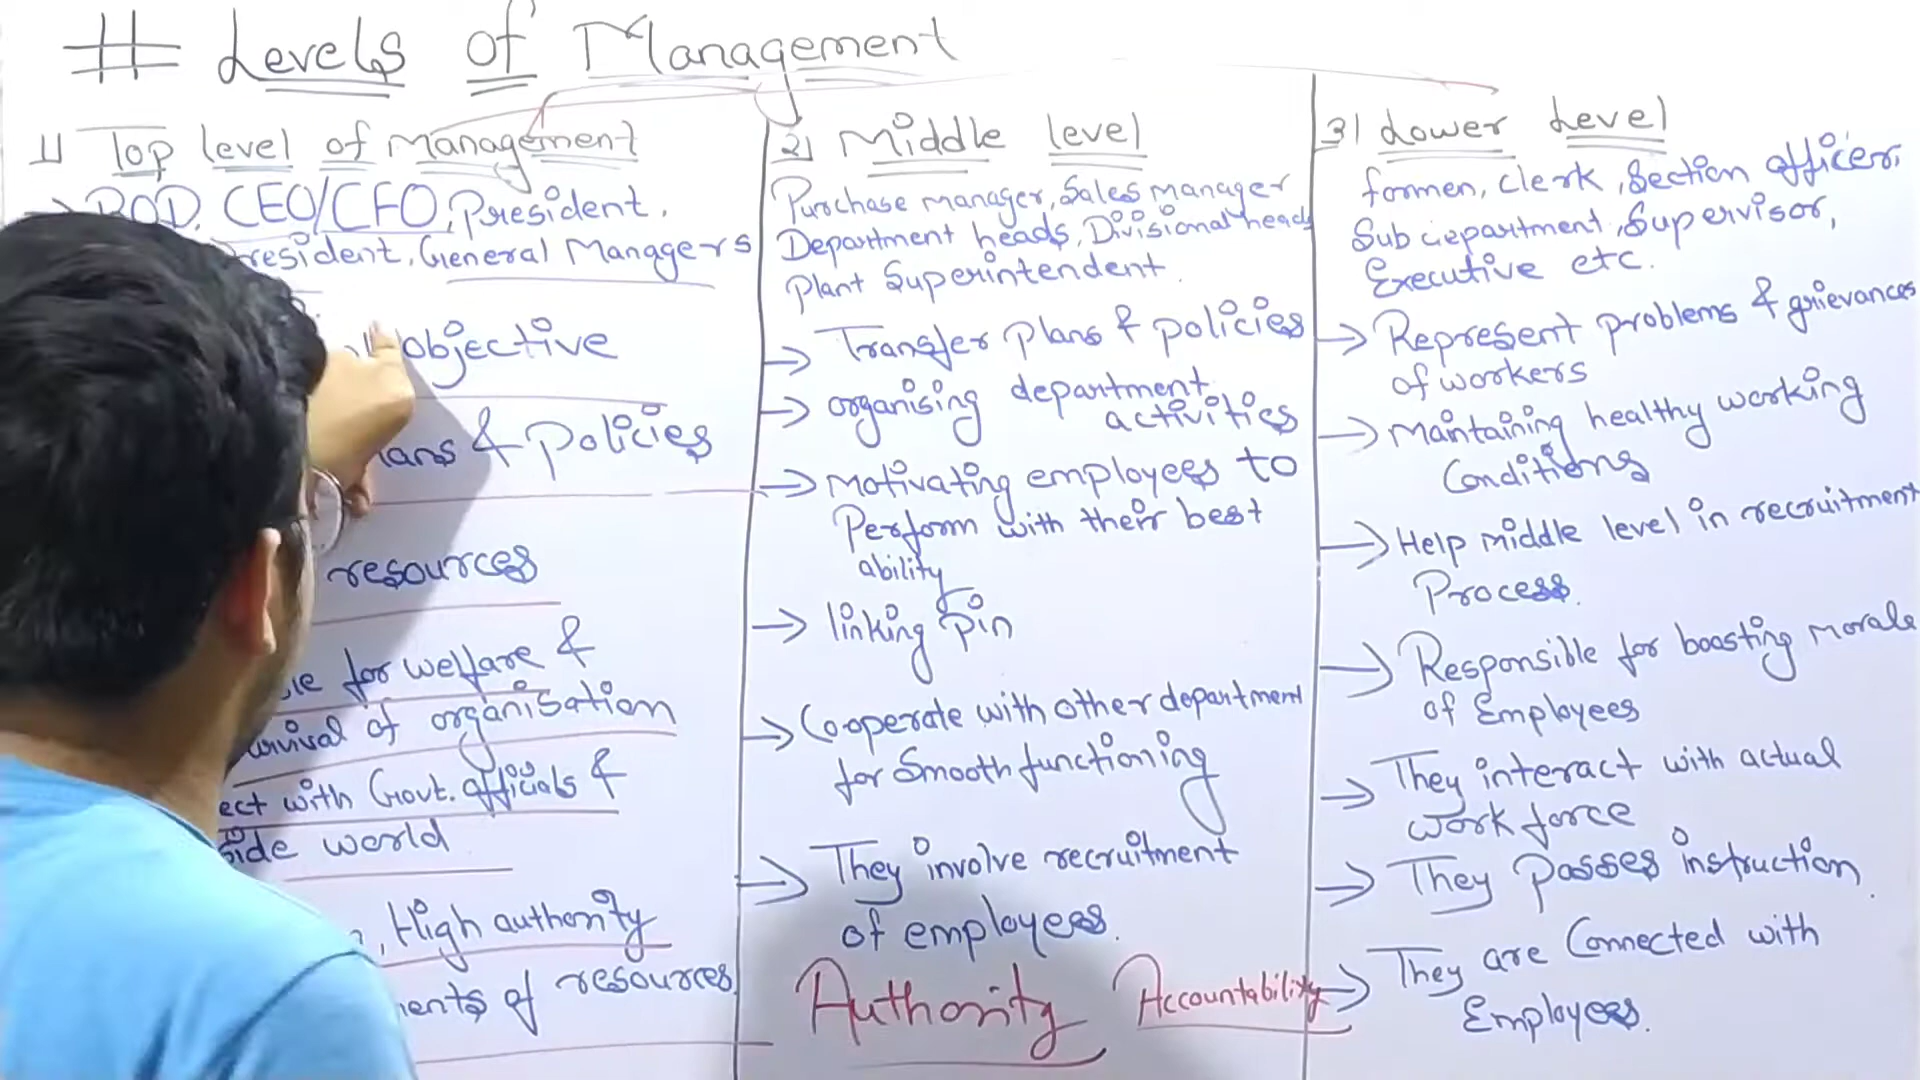 # Levels of Management
1) Top level of Management
→ BOD, CEO/CFO, President,
President, General Managers
objective
Plans & Policies
resources
for welfare &
survival of organisation
with Govt. officials &
world
, High authority
of resources
2) Middle level
Purchase manager, Sales manager
Department heads, Divisional heads
Plant Superintendent.
→ Transfer plans & policies
→ organising department
activities
→ Motivating employees to
Perform with their best
ability
→ linking pin
→ Co-operate with other department
for Smooth functioning
→ They involve recruitment
of employees.
Authority Accountability
3) Lower Level
formen, Clerk, Section officer,
Sub department, Supervisor,
Executive etc.
→ Represent problems & grievances
of workers
→ Maintaining healthy working
Conditions
→ Help middle level in recruitment
Process.
→ Responsible for boosting morale
of Employees
→ They interact with actual
work force
→ They Passes instruction.
→ They are Connected with
Employees.